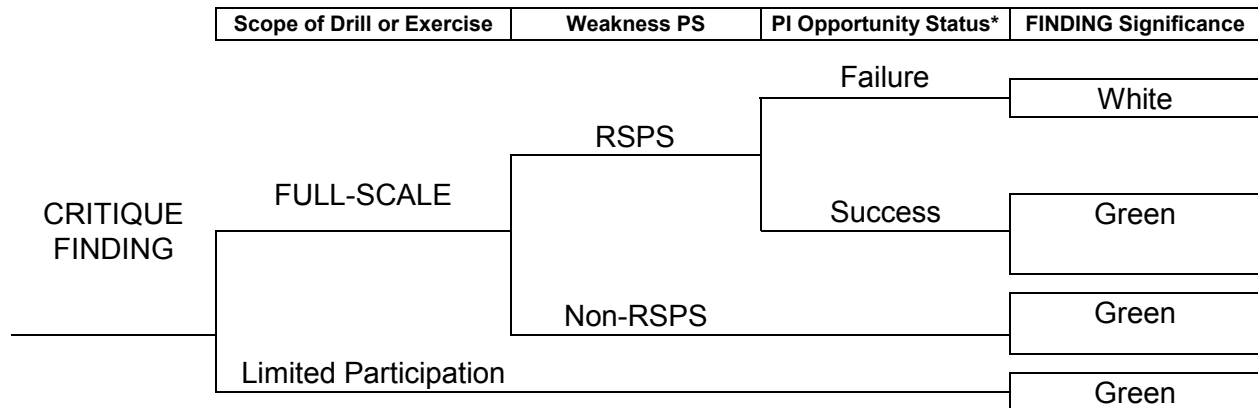 Scope of Drill or Exercise Weakness PS PI Opportunity Status* FINDING Significance
Failure
White
RSPS
FULL-SCALE
CRITIQUE
FINDING
Success
Green
Non-RSPS
Green
Limited Participation
Green